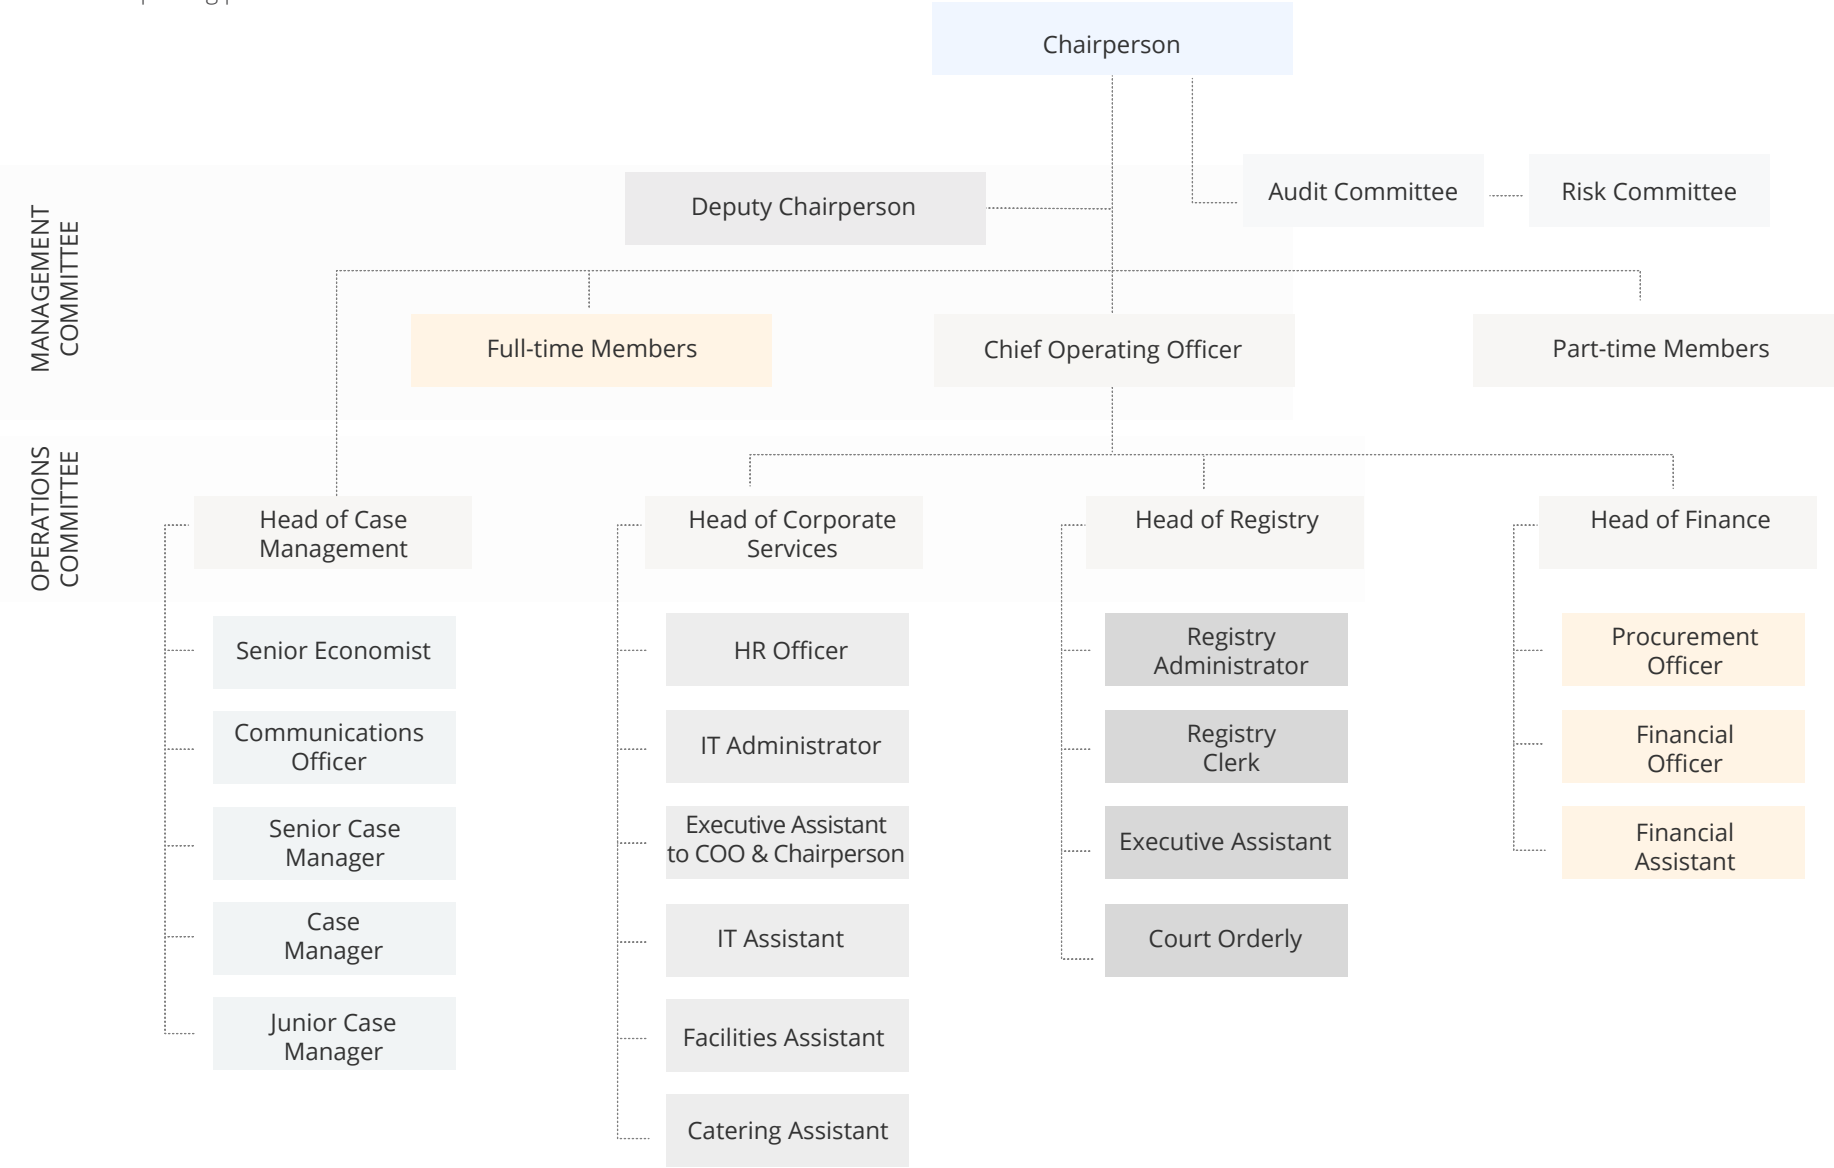 Chairperson
Audit Committee
Risk Committee
Deputy Chairperson
MANAGEMENT
COMMITTEE
Full-time Members
Chief Operating Officer
Part-time Members
OPERATIONS
COMMITTEE
Head of Case
Management
Head of Corporate
Services
Head of Registry
Head of Finance
Senior Economist
Communications
Officer
Senior Case
Manager
Case
Manager
Junior Case
Manager
HR Officer
IT Administrator
Executive Assistant
to COO & Chairperson
IT Assistant
Facilities Assistant
Catering Assistant
Registry
Administrator
Registry
Clerk
Executive Assistant
Court Orderly
Procurement
Officer
Financial
Officer
Financial
Assistant